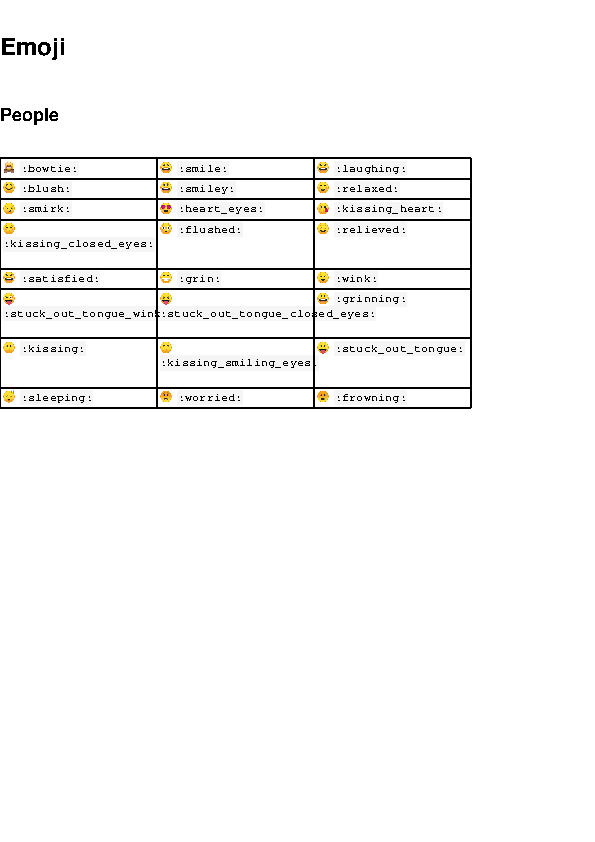 Emoji
People
:bowtie: :smile: :laughing:
:blush: :smiley: :relaxed:
:smirk: :heart_eyes: :kissing_heart:
:kissing_closed_eyes: :flushed: :relieved:
:satisfied: :grin: :wink:
:stuck_out_tongue_wink :stuck_out_tongue_closed_eyes: :grinning:
:kissing: :kissing_smiling_eyes: :stuck_out_tongue:
:sleeping: :worried: :frowning: